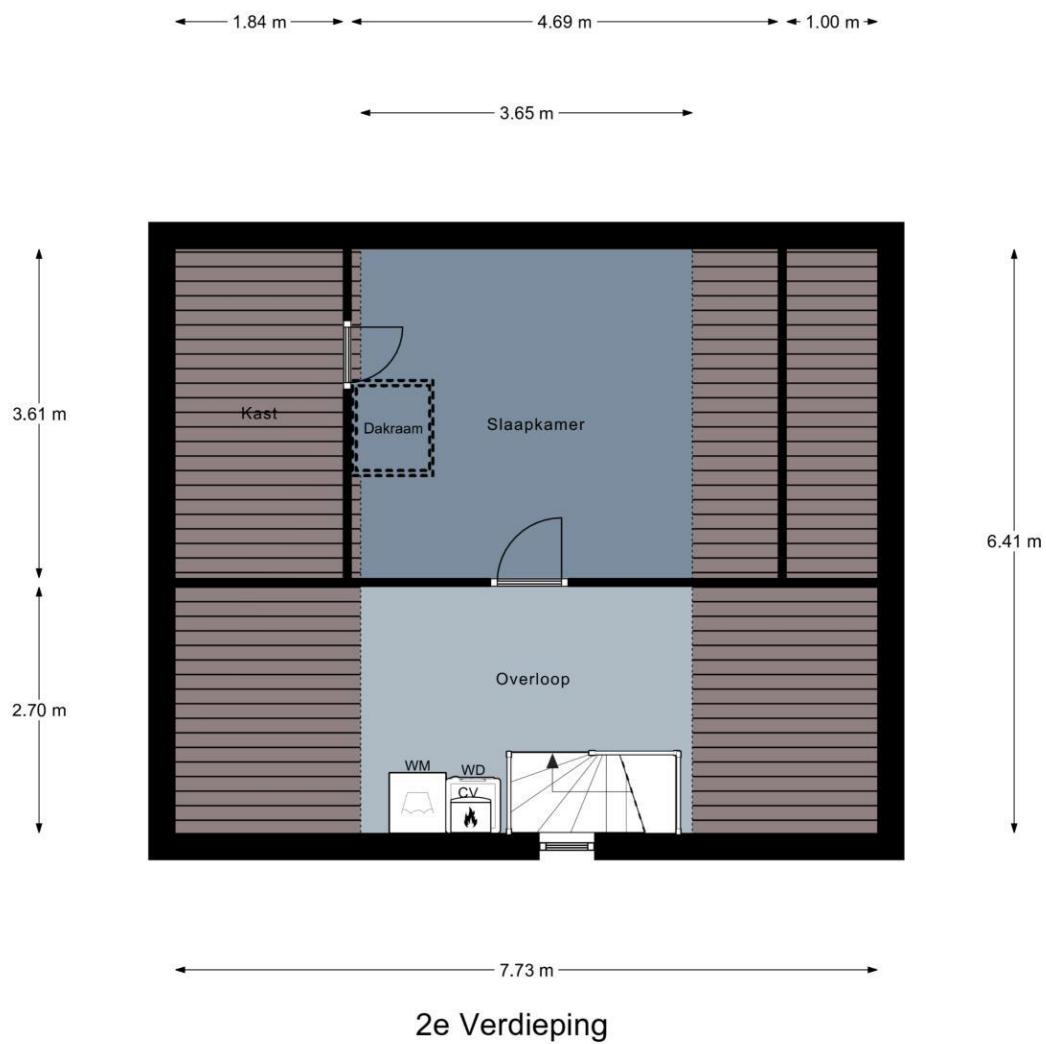 1.84 m 4.69 m 1.00 m
3.65 m
3.61 m
Kast
Dakraam
Slaapkamer
6.41 m
Overloop
2.70 m
WM
WD
CV
7.73 m
2e Verdieping